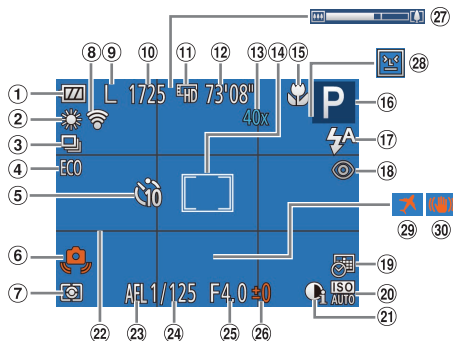 ⑧ ⑨ ⑩ ⑪ ⑫ ⑬ ⑭ ⑮ ㉗
① L 1725 HD 73'08" P ⑯ ㉘
② 40x
③ A ⑰
④ ECO ⑱
⑤ 10 ㉙ ㉚
⑥ ⑲
⑦ AFL 1/125 F4.0 ±0 i ISO AUTO ⑳
㉒ ㉓ ㉔ ㉕ ㉖ ㉑